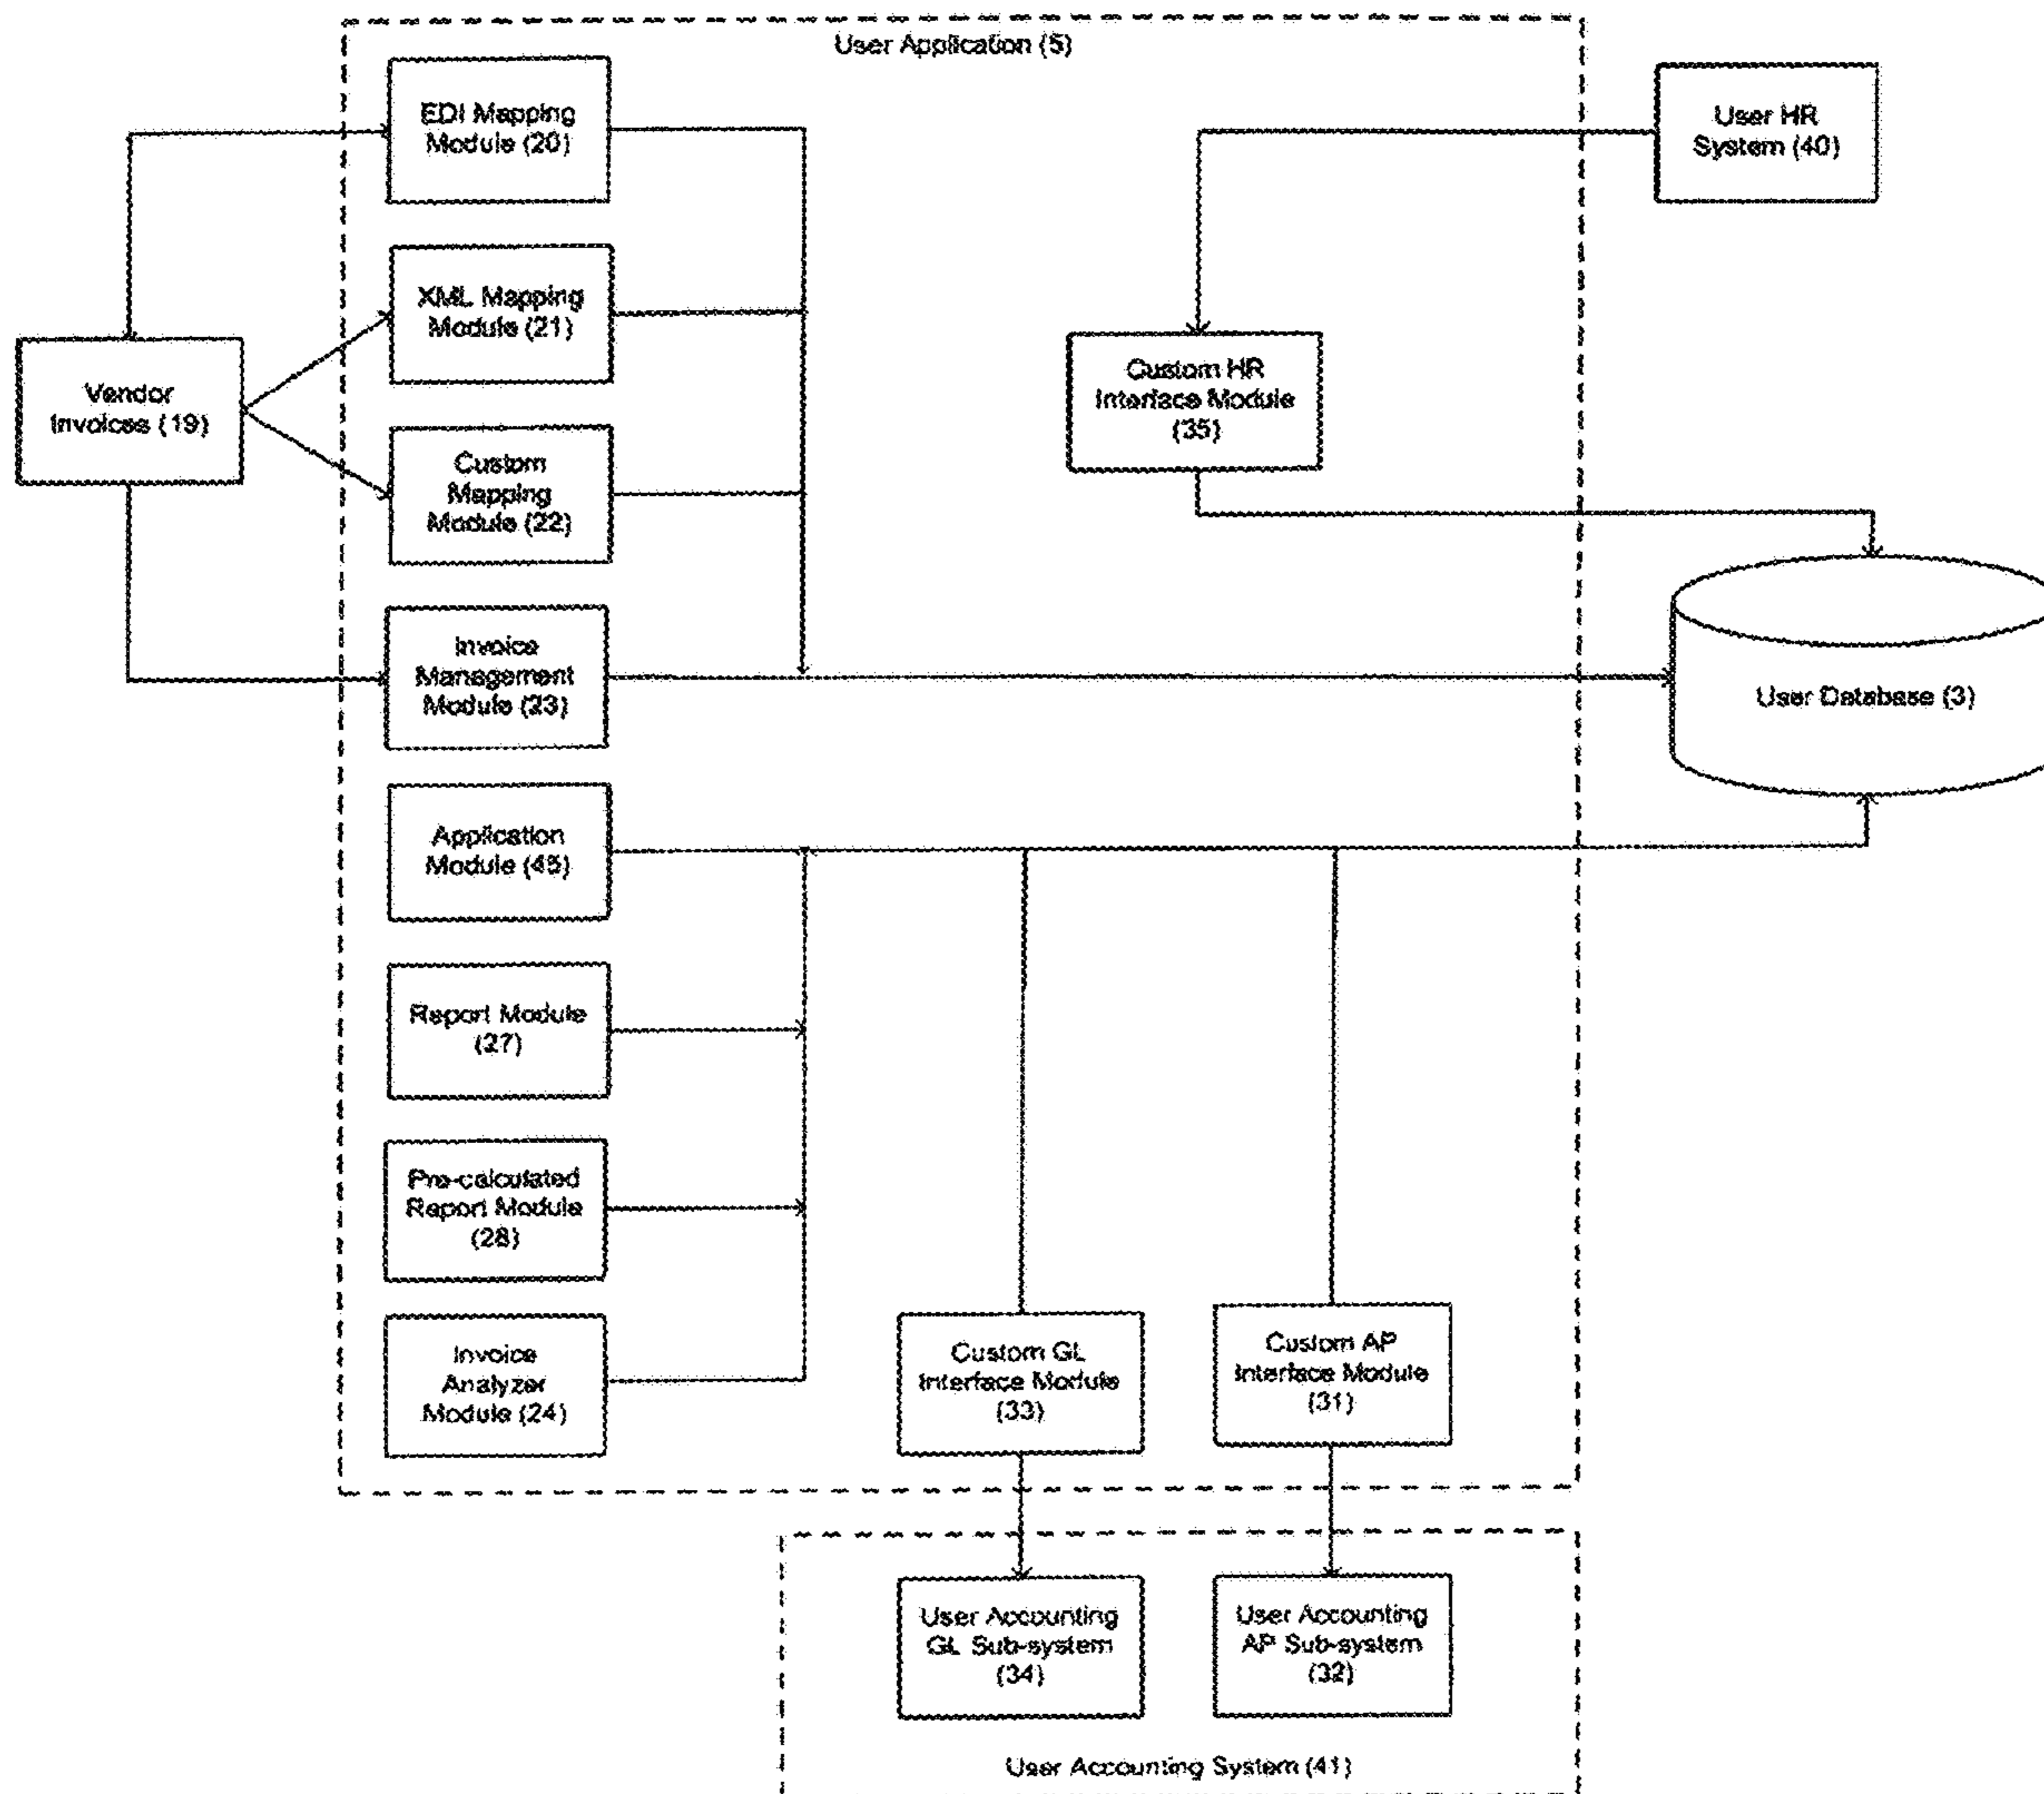 User Application (5)
EDI Mapping
Module (20)
User HR
System (40)
XML Mapping
Module (21)
Vendor
Invoices (19)
Custom HR
Interface Module
(35)
Custom
Mapping
Module (22)
Invoice
Management
Module (23)
User Database (3)
Application
Module (45)
Report Module
(27)
Pre-calculated
Report Module
(28)
Invoice
Analyzer
Module (24)
Custom GL
Interface Module
(33)
Custom AP
Interface Module
(31)
User Accounting
GL Sub-system
(34)
User Accounting
AP Sub-system
(32)
User Accounting System (41)